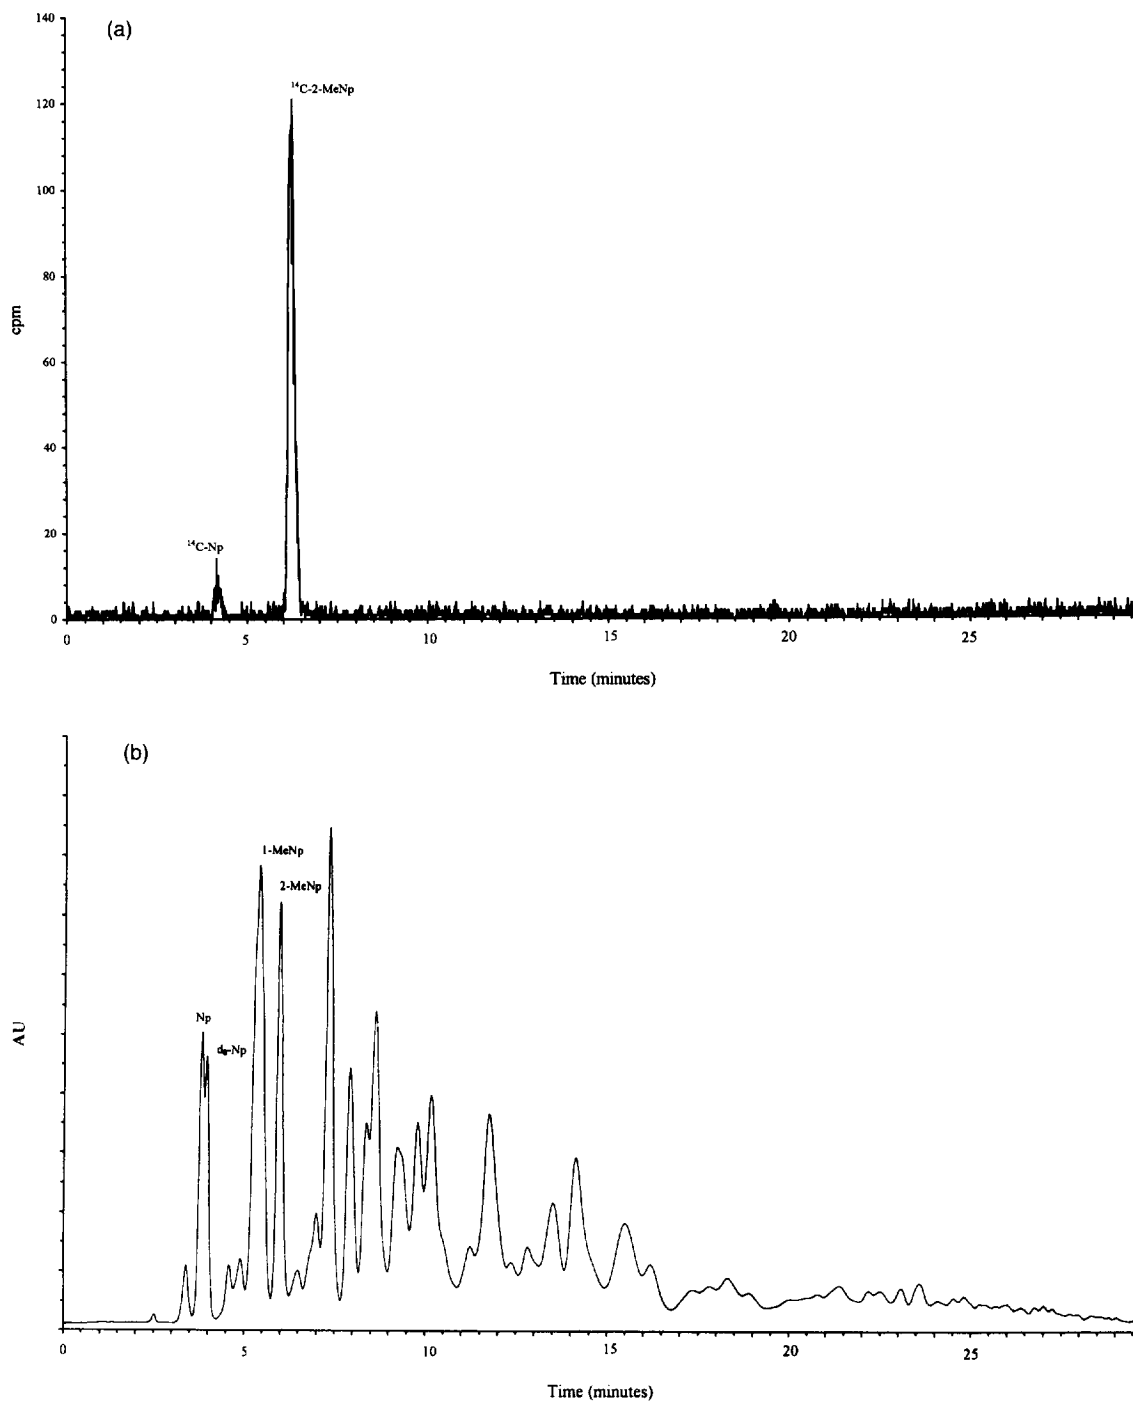 (a)
140
120
100
80
60
40
20
0
cpm
¹⁴C-2-MeNp
¹⁴C-Np
0 5 10 15 20 25
Time (minutes)
(b)
AU
1-MeNp
2-MeNp
Np
d₈-Np
0 5 10 15 20 25
Time (minutes)